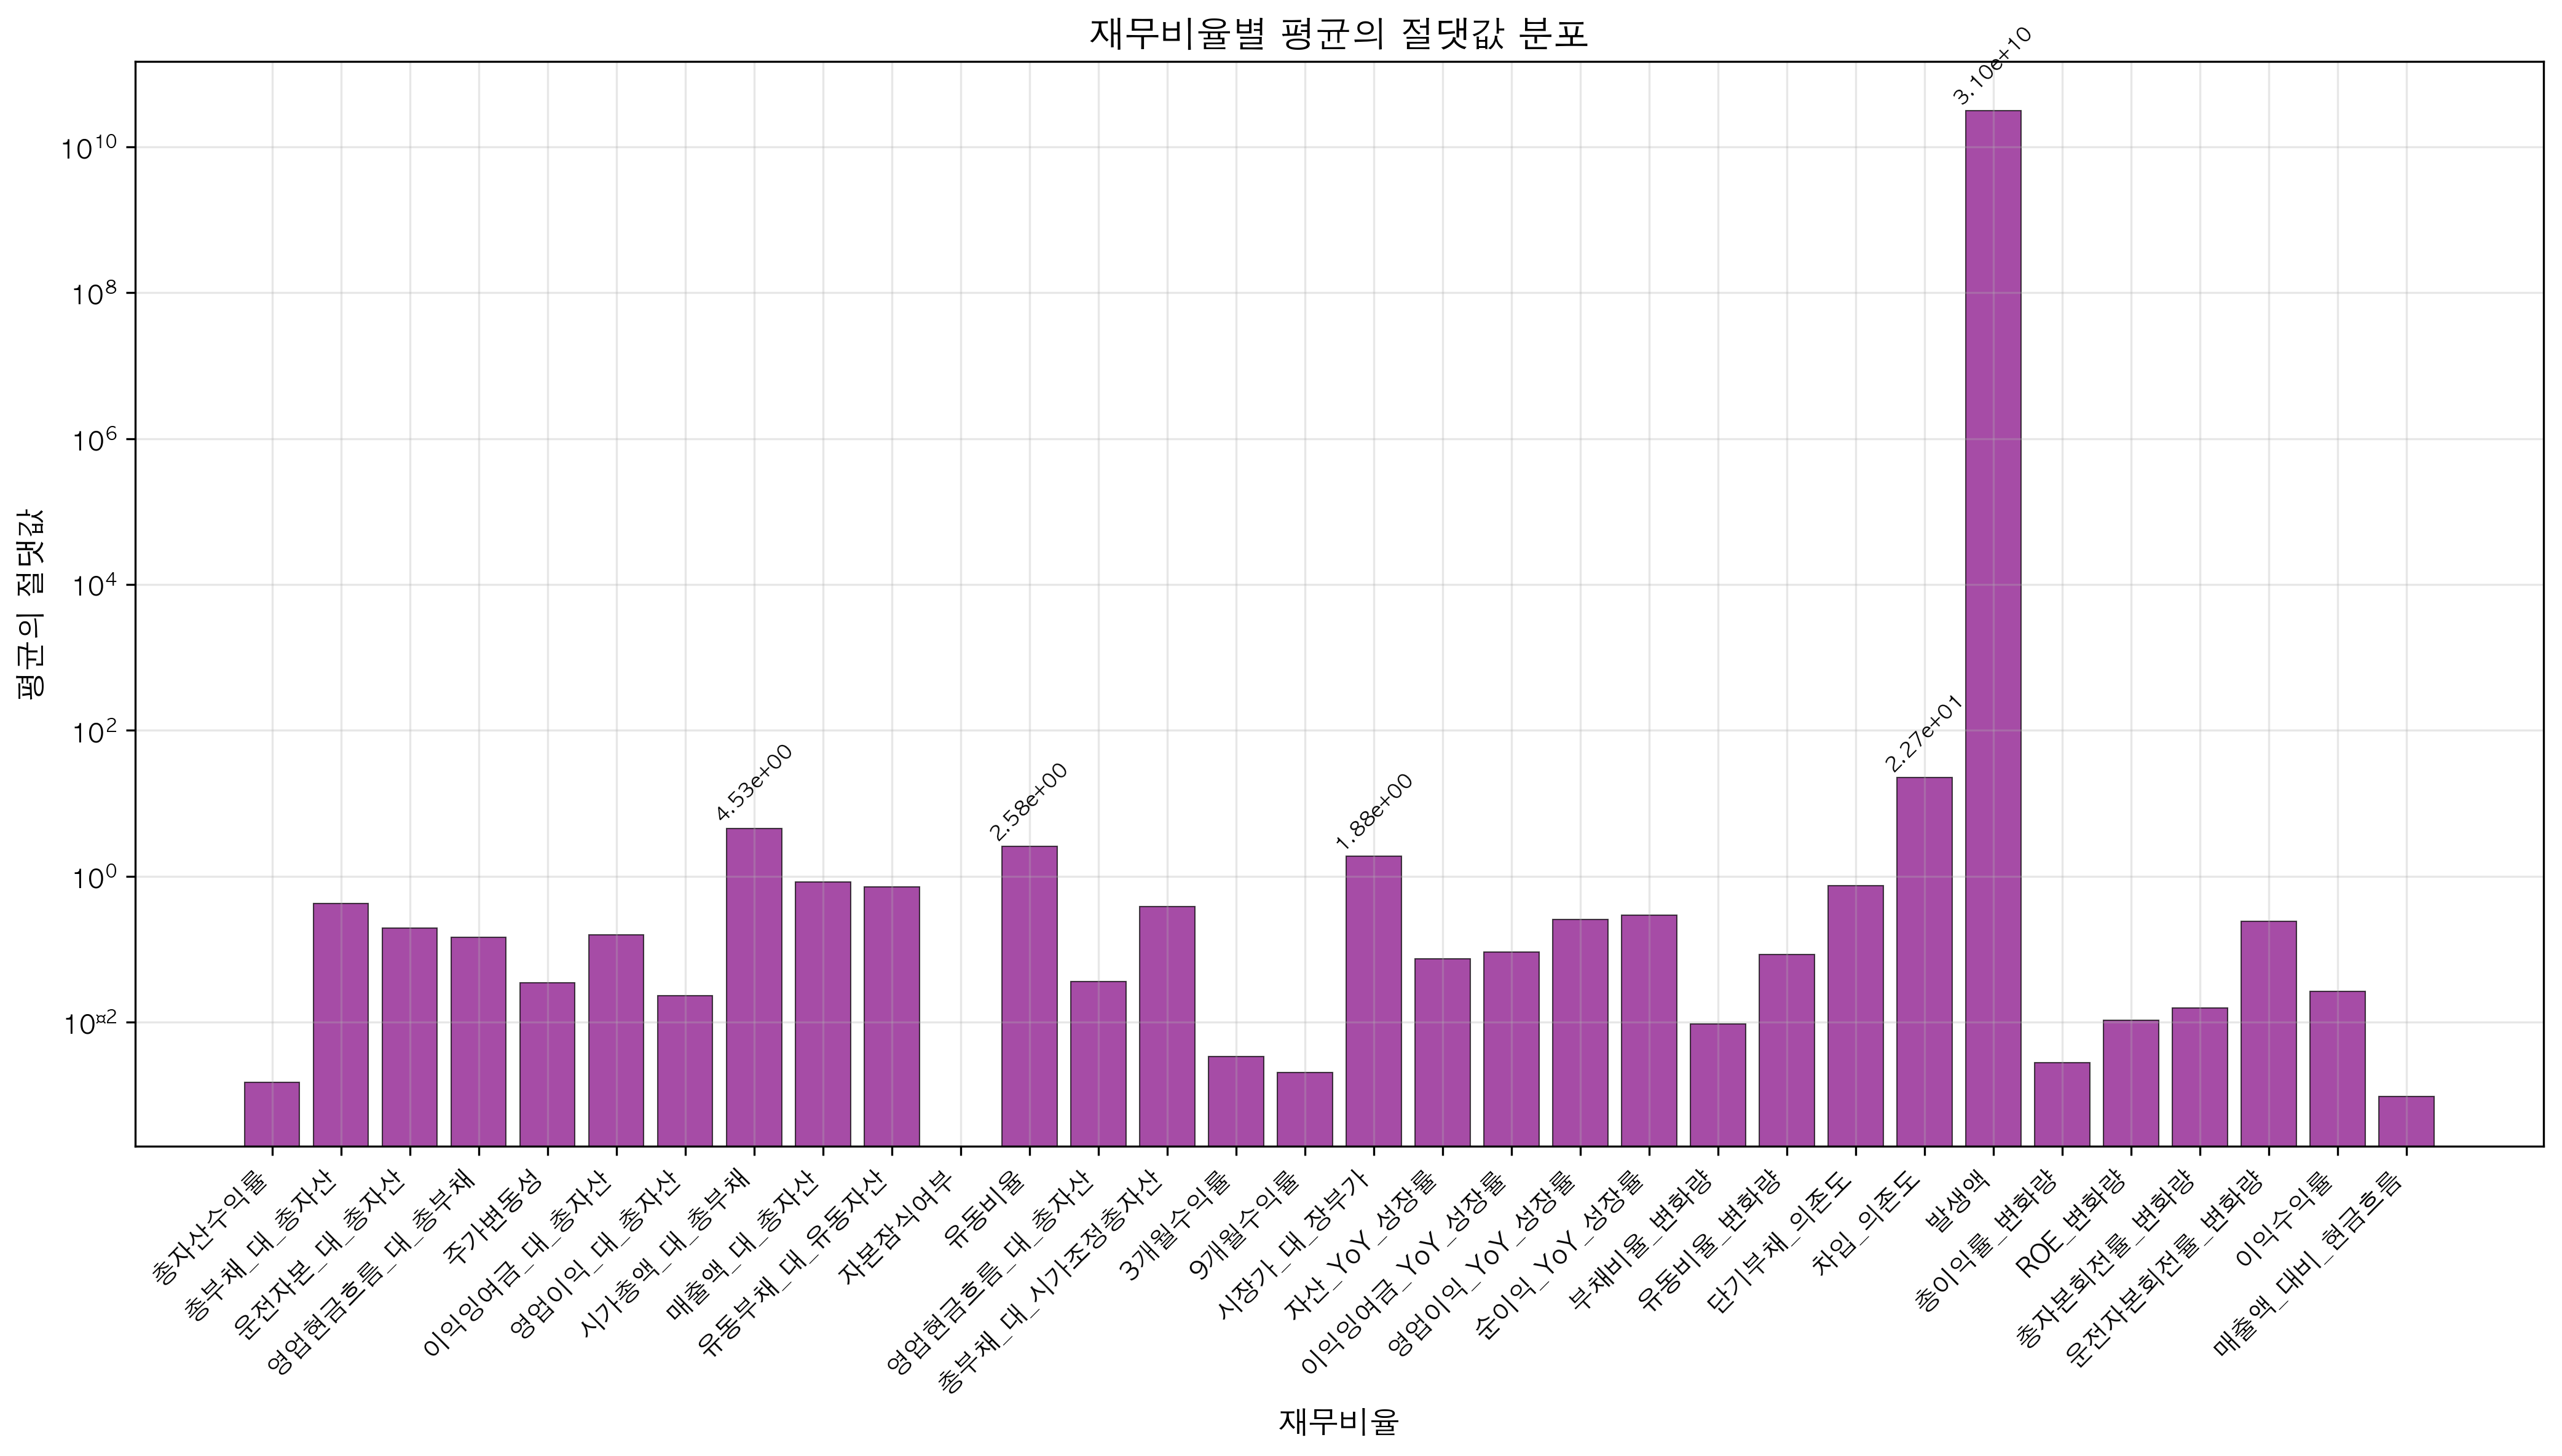 재무비율별 평균의 절댓값 분포
평균의 절댓값
10¹⁰
10⁸
10⁶
10⁴
10²
10⁰
10¤²
4.53e+00
2.58e+00
1.88e+00
2.27e+01
3.10e+10
총자산수익률
총부채_대_총자산
운전자본_대_총자산
영업현금흐름_대_총부채
주가변동성
이익잉여금_대_총자산
영업이익_대_총자산
시가총액_대_총부채
매출액_대_총자산
유동부채_대_유동자산
자본잠식여부
유동비율
영업현금흐름_대_총자산
총부채_대_시가조정총자산
3개월수익률
9개월수익률
시장가_대_장부가
자산_YoY_성장률
이익잉여금_YoY_성장률
영업이익_YoY_성장률
순이익_YoY_성장률
부채비율_변화량
유동비율_변화량
단기부채_의존도
차입_의존도
발생액
총이익률_변화량
ROE_변화량
총자본회전률_변화량
운전자본회전률_변화량
이익수익률
매출액_대비_현금흐름
재무비율